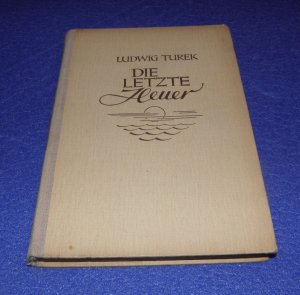 LUDWIG TUREK
DIE
LETZTE
Heuer